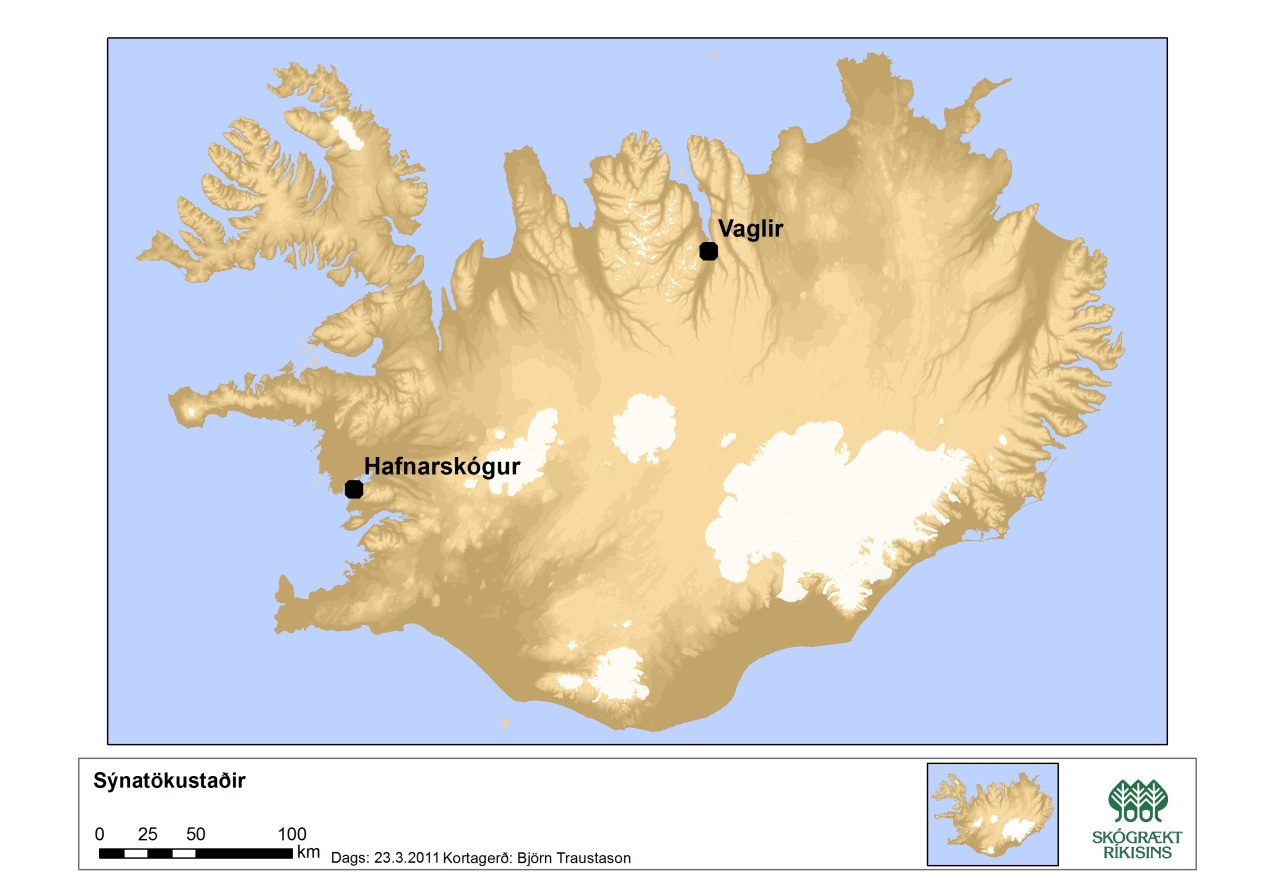 Vaglir
Hafnarskógur
Sýnatökustaðir
0 25 50 100
km
Dags: 23.3.2011 Kortagerð: Björn Traustason
SKÓGRÆKT
RÍKISINS